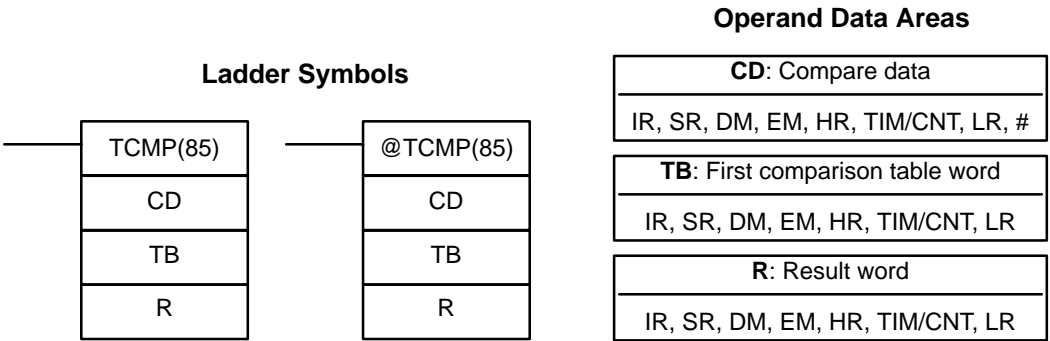 Operand Data Areas
Ladder Symbols
CD: Compare data
IR, SR, DM, EM, HR, TIM/CNT, LR, #
TCMP(85)
@TCMP(85)
CD
CD
TB: First comparison table word
IR, SR, DM, EM, HR, TIM/CNT, LR
TB
TB
R: Result word
R
R
IR, SR, DM, EM, HR, TIM/CNT, LR